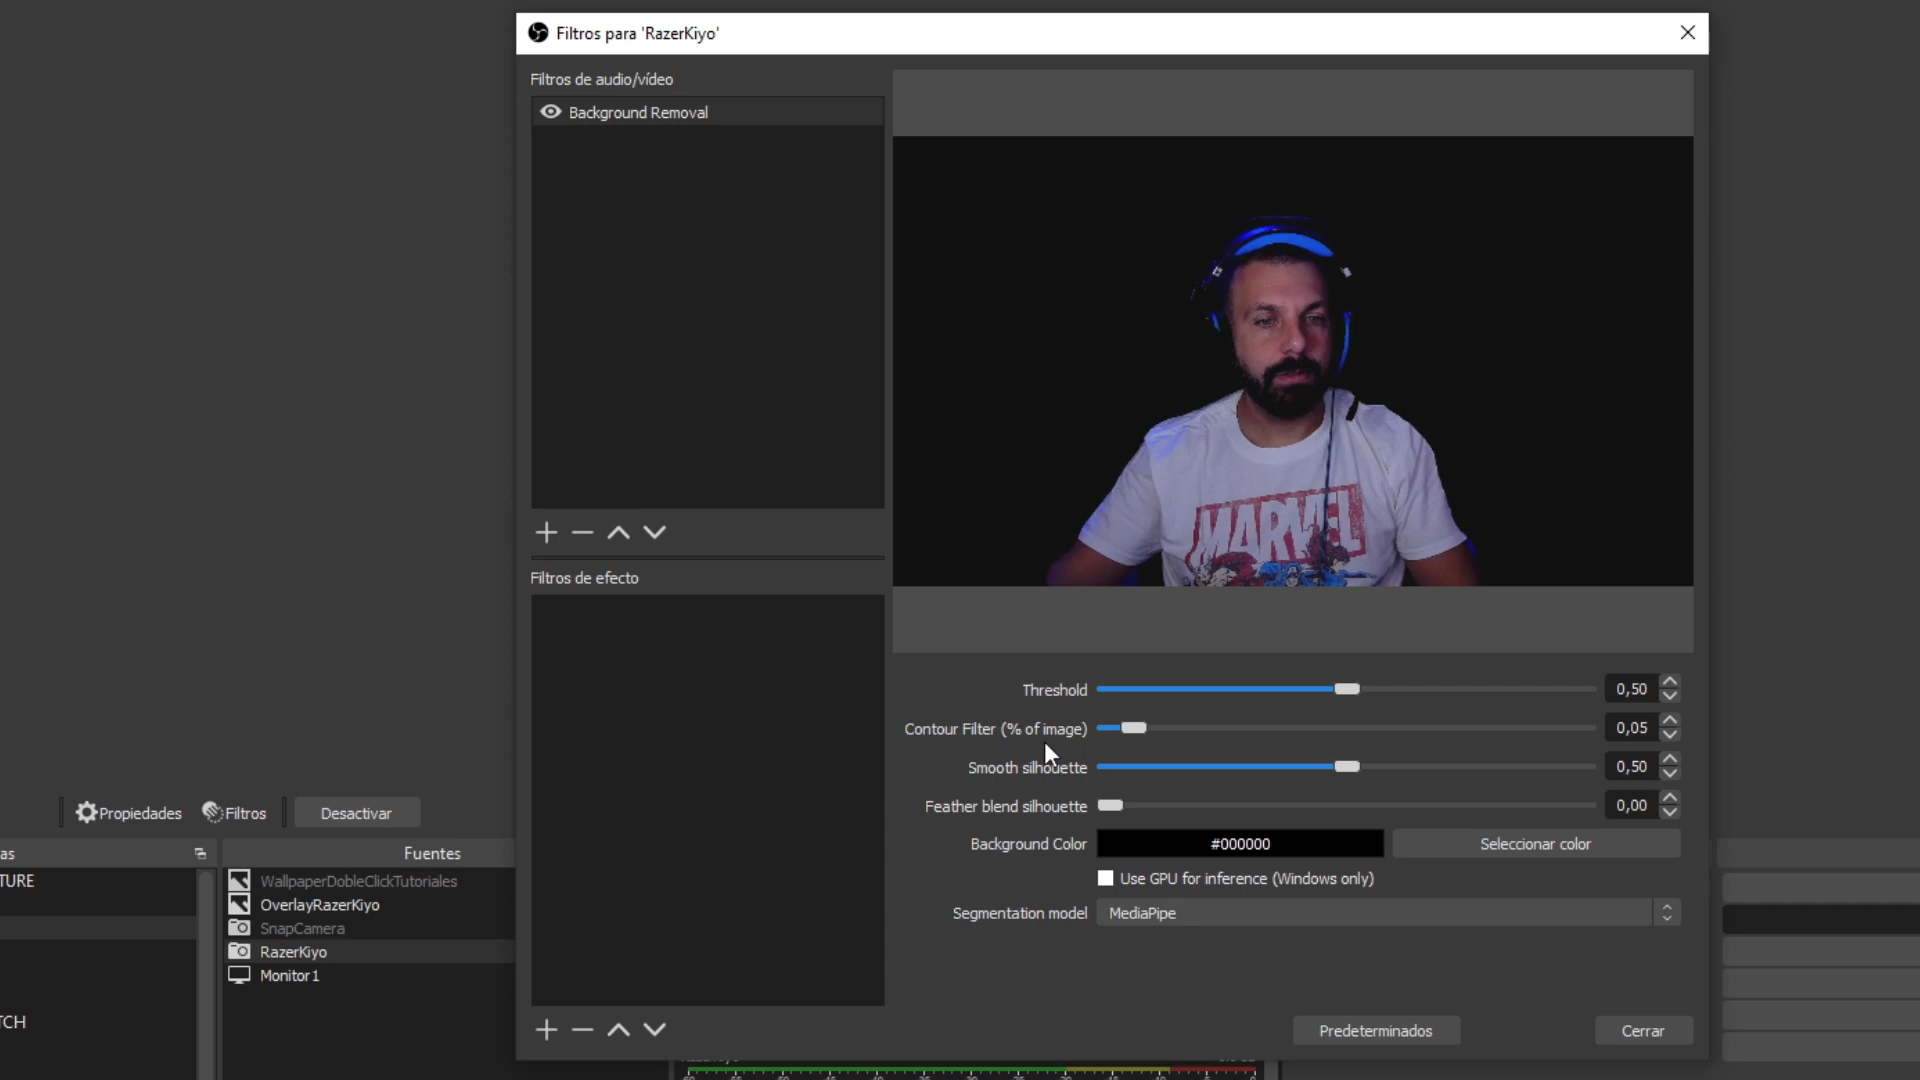 Filtros para 'RazerKiyo'
Filtros de audio/vídeo
Background Removal
MARVEL
Filtros de efecto
Threshold 0,50
Contour Filter (% of image) 0,05
Smooth silhouette 0,50
Feather blend silhouette 0,00
Background Color #000000 Seleccionar color
Use GPU for inference (Windows only)
Segmentation model MediaPipe
Predeterminados Cerrar
Propiedades Filtros Desactivar
as
TURE
TCH
Fuentes
WallpaperDobleClickTutoriales
OverlayRazerKiyo
SnapCamera
RazerKiyo
Monitor1